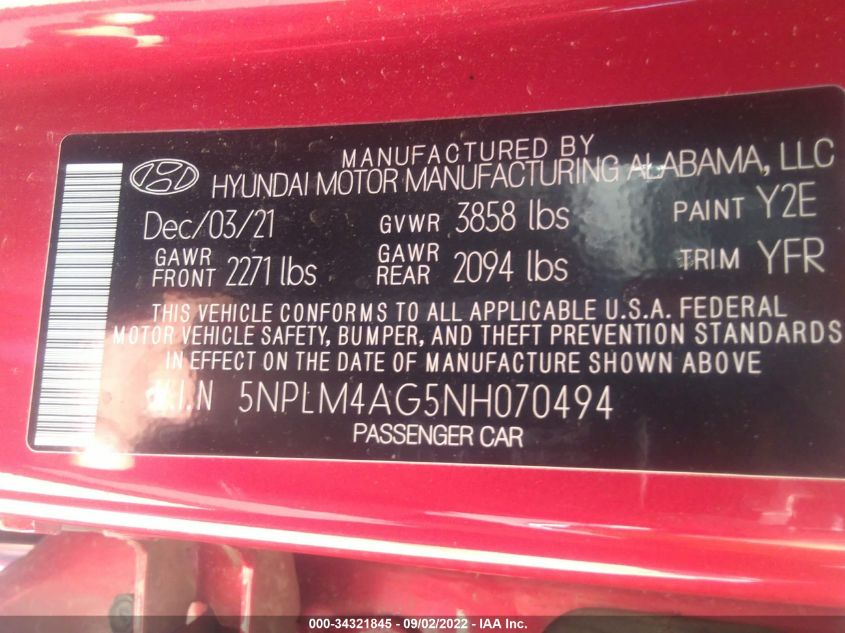 MANUFACTURED BY
HYUNDAI MOTOR MANUFACTURING ALABAMA, LLC
Dec/03/21 GVWR 3858 lbs PAINT Y2E
GAWR FRONT 2271 lbs GAWR REAR 2094 lbs TRIM YFR
THIS VEHICLE CONFORMS TO ALL APPLICABLE U.S.A. FEDERAL
MOTOR VEHICLE SAFETY, BUMPER, AND THEFT PREVENTION STANDARDS
IN EFFECT ON THE DATE OF MANUFACTURE SHOWN ABOVE
V.I.N 5NPLM4AG5NH070494
PASSENGER CAR
000-34321845 - 09/02/2022 - IAA Inc.